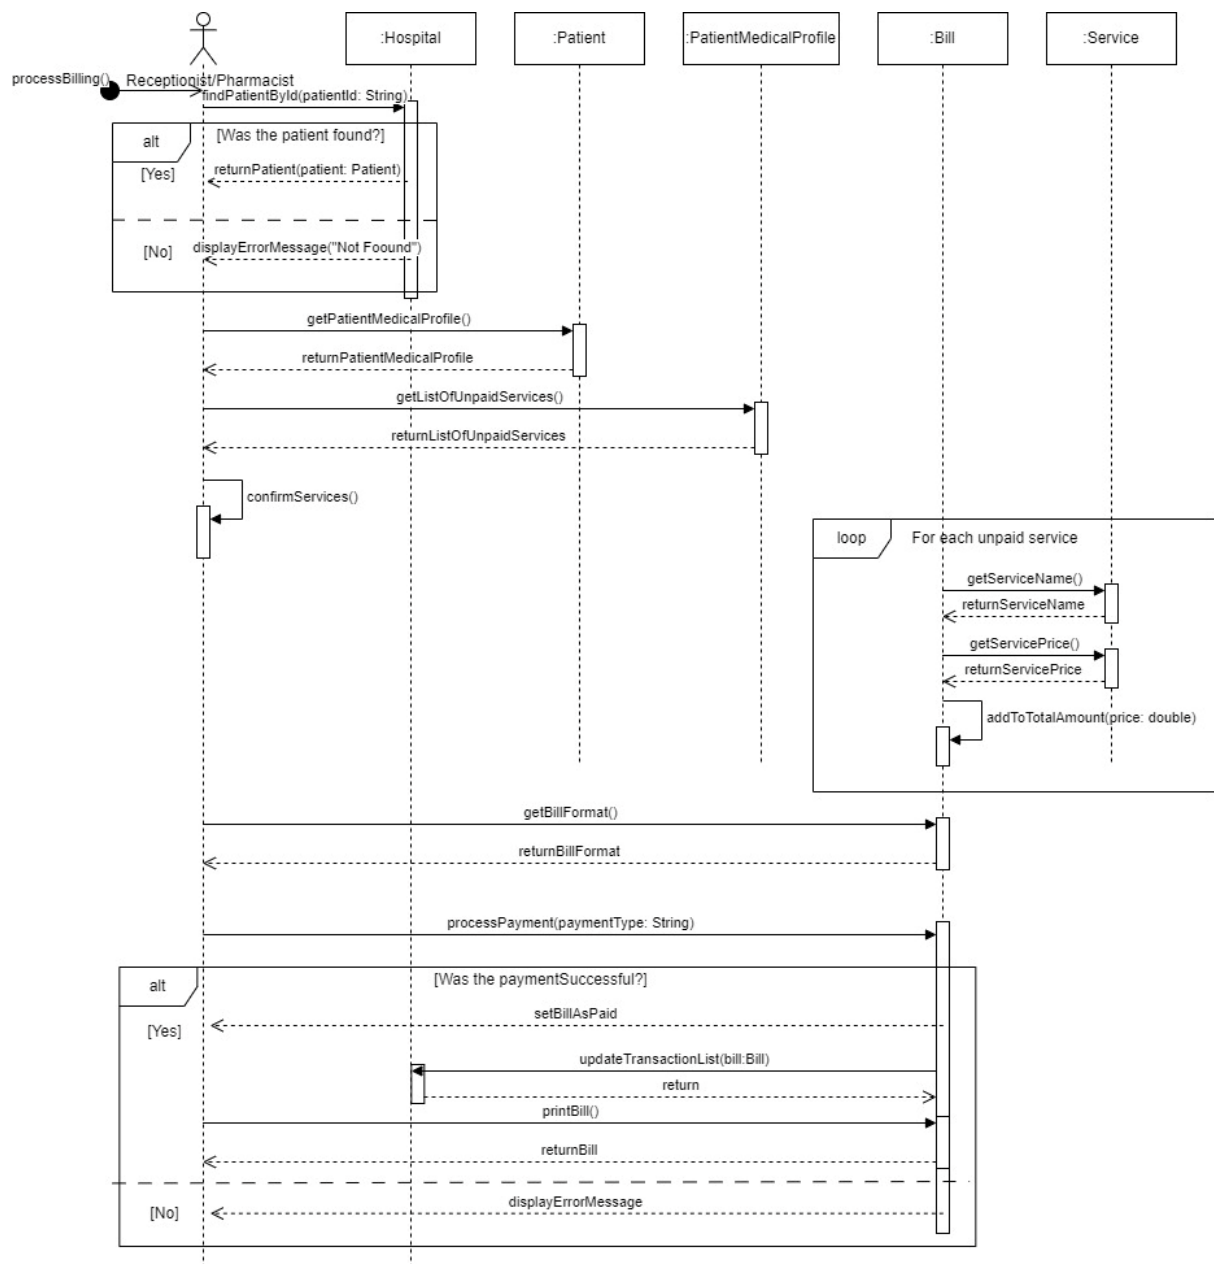 :Hospital
:Patient
:PatientMedicalProfile
:Bill
:Service
processBilling()
Receptionist/Pharmacist
findPatientById(patientId: String)
alt
[Was the patient found?]
[Yes]
returnPatient(patient: Patient)
[No]
displayErrorMessage("Not Foound")
getPatientMedicalProfile()
returnPatientMedicalProfile
getListOfUnpaidServices()
returnListOfUnpaidServices
confirmServices()
loop
For each unpaid service
getServiceName()
returnServiceName
getServicePrice()
returnServicePrice
addToTotalAmount(price: double)
getBillFormat()
returnBillFormat
processPayment(paymentType: String)
alt
[Was the paymentSuccessful?]
[Yes]
setBillAsPaid
updateTransactionList(bill:Bill)
return
printBill()
returnBill
[No]
displayErrorMessage